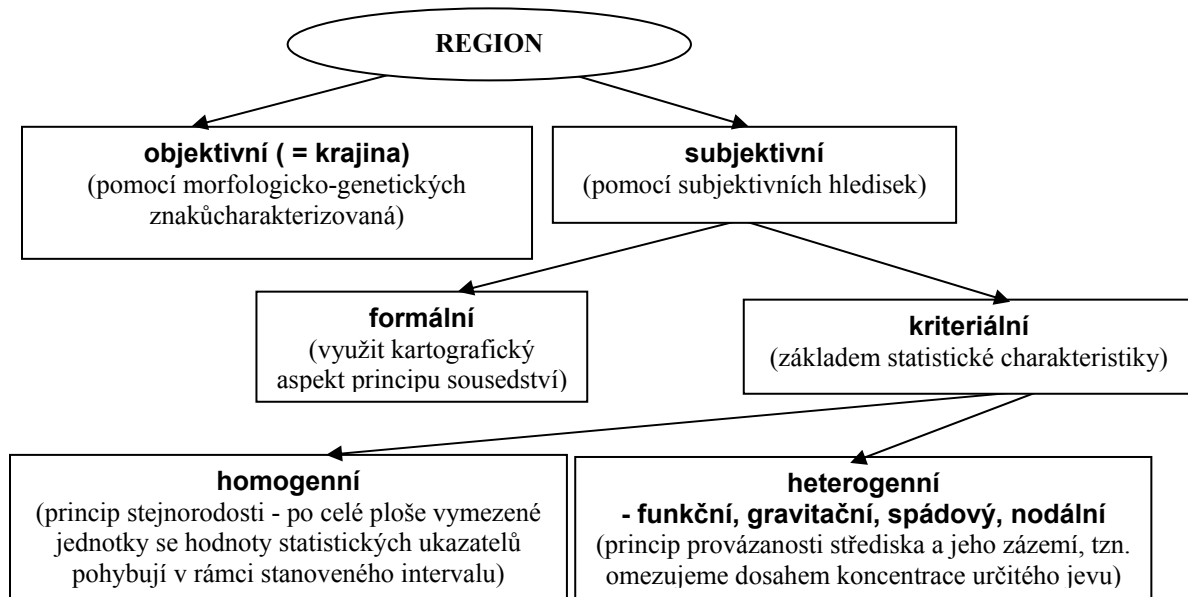 REGION
objektivní ( = krajina)
(pomocí morfologicko-genetických
znakůcharakterizovaná)
subjektivní
(pomocí subjektivních hledisek)
formální
(využit kartografický
aspekt principu sousedství)
kriteriální
(základem statistické charakteristiky)
homogenní
(princip stejnorodosti - po celé ploše vymezené
jednotky se hodnoty statistických ukazatelů
pohybují v rámci stanoveného intervalu)
heterogenní
- funkční, gravitační, spádový, nodální
(princip provázanosti střediska a jeho zázemí, tzn.
omezujeme dosahem koncentrace určitého jevu)